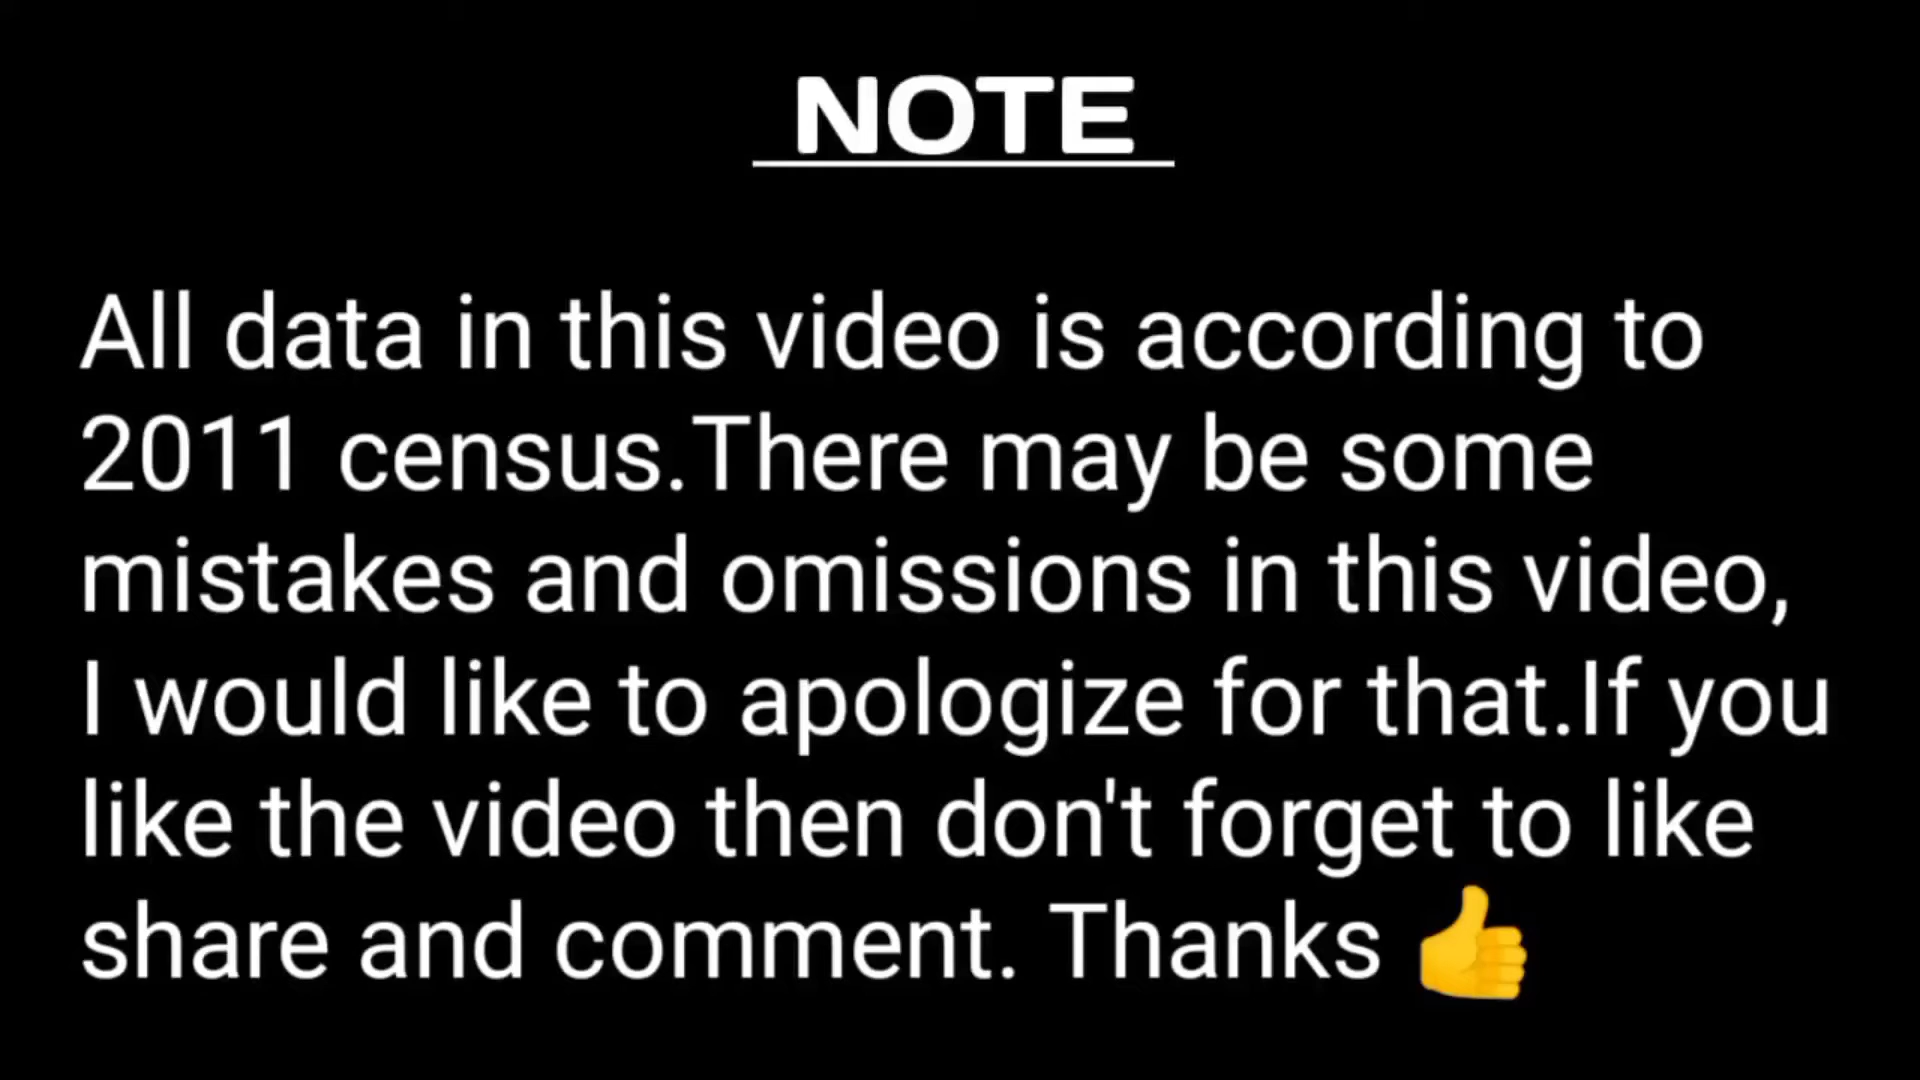 NOTE
All data in this video is according to
2011 census.There may be some
mistakes and omissions in this video,
I would like to apologize for that.If you
like the video then don't forget to like
share and comment. Thanks 👍